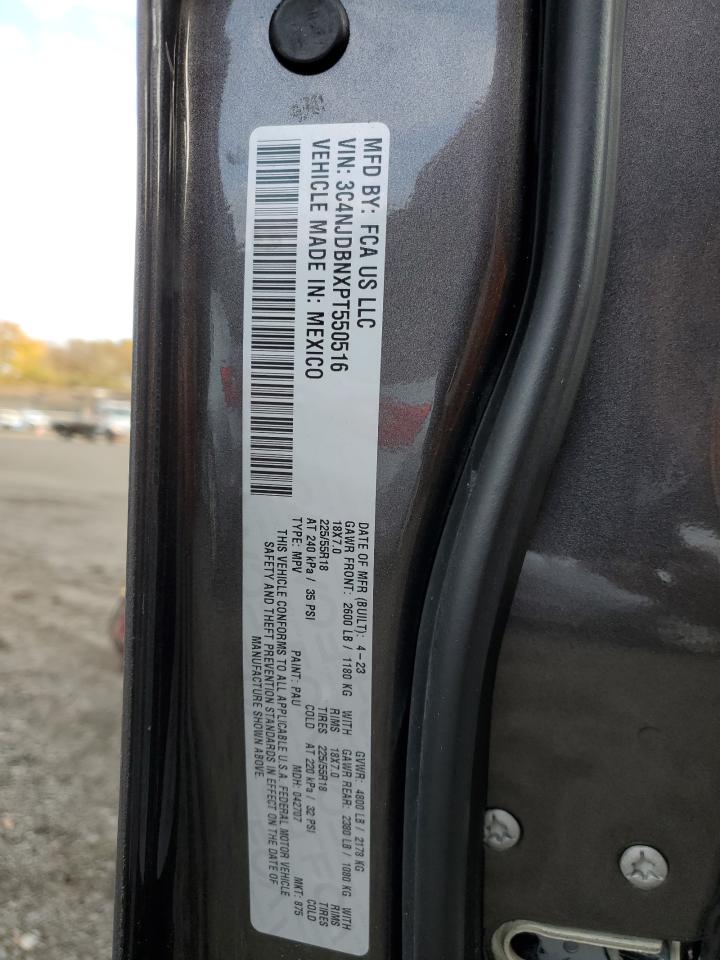 MFD BY: FCA US LLC
VIN: 3C4NJDBNXPT550516
VEHICLE MADE IN: MEXICO
DATE OF MFR (BUILT): 4-23 GVWR: 4800 LB / 2178 KG
GAWR FRONT: 2600 LB / 1180 KG WITH GAWR REAR: 2380 LB / 1080 KG WITH
18X7.0 RIMS 18X7.0 RIMS
225/55R18 TIRES 225/55R18 TIRES
AT 240 kPa / 35 PSI COLD AT 220 kPa / 32 PSI COLD
TYPE: MPV PAINT: PAU MDH: 042707 MKT: 875
THIS VEHICLE CONFORMS TO ALL APPLICABLE U.S.A. FEDERAL MOTOR VEHICLE
SAFETY AND THEFT PREVENTION STANDARDS IN EFFECT ON THE DATE OF
MANUFACTURE SHOWN ABOVE.